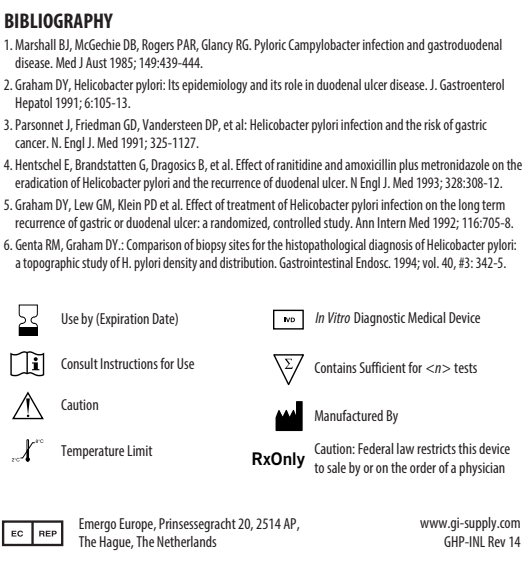 BIBLIOGRAPHY
1. Marshall BJ, McGechie DB, Rogers PAR, Glancy RG. Pyloric Campylobacter infection and gastroduodenal
disease. Med J Aust 1985; 149:439-444.
2. Graham DY, Helicobacter pylori: Its epidemiology and its role in duodenal ulcer disease. J. Gastroenterol
Hepatol 1991; 6:105-13.
3. Parsonnet J, Friedman GD, Vandersteen DP, et al: Helicobacter pylori infection and the risk of gastric
cancer. N. Engl J. Med 1991; 325-1127.
4. Hentschel E, Brandstatten G, Dragosics B, et al. Effect of ranitidine and amoxicillin plus metronidazole on the
eradication of Helicobacter pylori and the recurrence of duodenal ulcer. N Engl J. Med 1993; 328:308-12.
5. Graham DY, Lew GM, Klein PD et al. Effect of treatment of Helicobacter pylori infection on the long term
recurrence of gastric or duodenal ulcer: a randomized, controlled study. Ann Intern Med 1992; 116:705-8.
6. Genta RM, Graham DY.: Comparison of biopsy sites for the histopathological diagnosis of Helicobacter pylori:
a topographic study of H. pylori density and distribution. Gastrointestinal Endosc. 1994; vol. 40, #3: 342-5.
Use by (Expiration Date)
IVD In Vitro Diagnostic Medical Device
Consult Instructions for Use
Σ Contains Sufficient for <n> tests
Caution
Manufactured By
2°C Temperature Limit
RxOnly Caution: Federal law restricts this device
to sale by or on the order of a physician
EC REP
Emergo Europe, Prinsessegracht 20, 2514 AP,
The Hague, The Netherlands
www.gi-supply.com
GHP-INL Rev 14